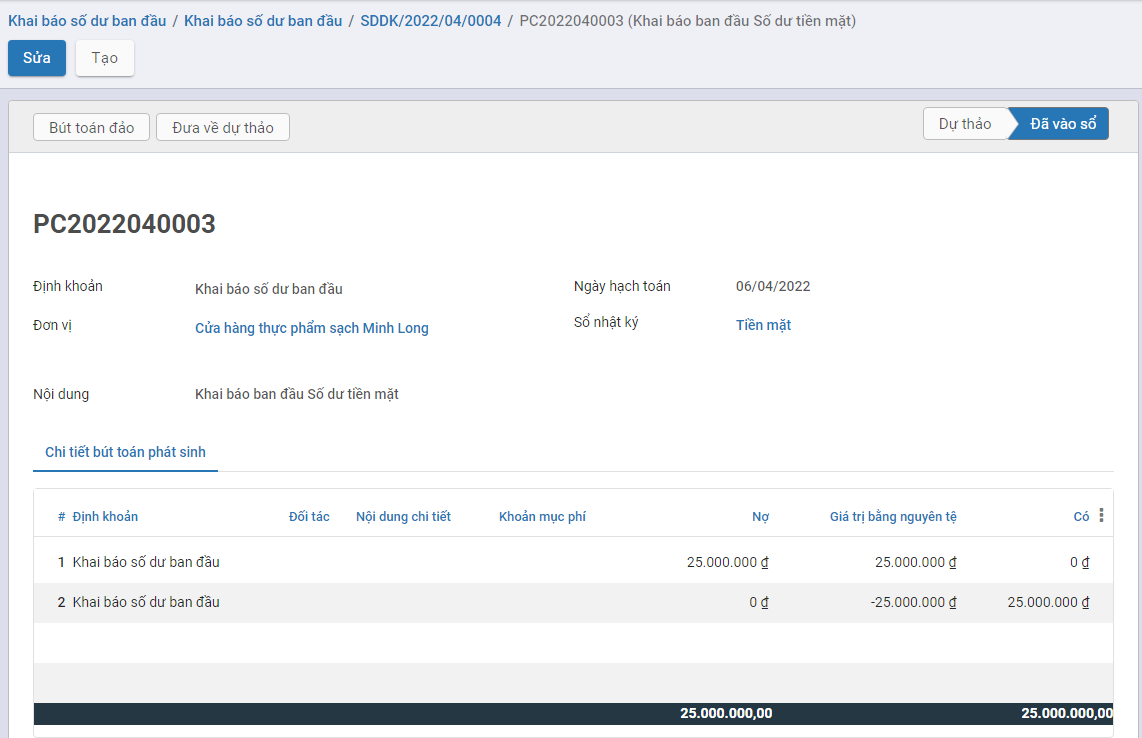 Khai báo số dư ban đầu / Khai báo số dư ban đầu / SDDK/2022/04/0004 / PC2022040003 (Khai báo ban đầu Số dư tiền mặt)
Sửa Tạo
Bút toán đảo Đưa về dự thảo Dự thảo Đã vào sổ
PC2022040003
Định khoản Khai báo số dư ban đầu Ngày hạch toán 06/04/2022
Đơn vị Cửa hàng thực phẩm sạch Minh Long Sổ nhật ký Tiền mặt
Nội dung Khai báo ban đầu Số dư tiền mặt
Chi tiết bút toán phát sinh
# Định khoản Đối tác Nội dung chi tiết Khoản mục phí Nợ Giá trị bằng nguyên tệ Có
1 Khai báo số dư ban đầu 25.000.000 ₫ 25.000.000 ₫ 0 ₫
2 Khai báo số dư ban đầu 0 ₫ -25.000.000 ₫ 25.000.000 ₫
25.000.000,00 25.000.000,00